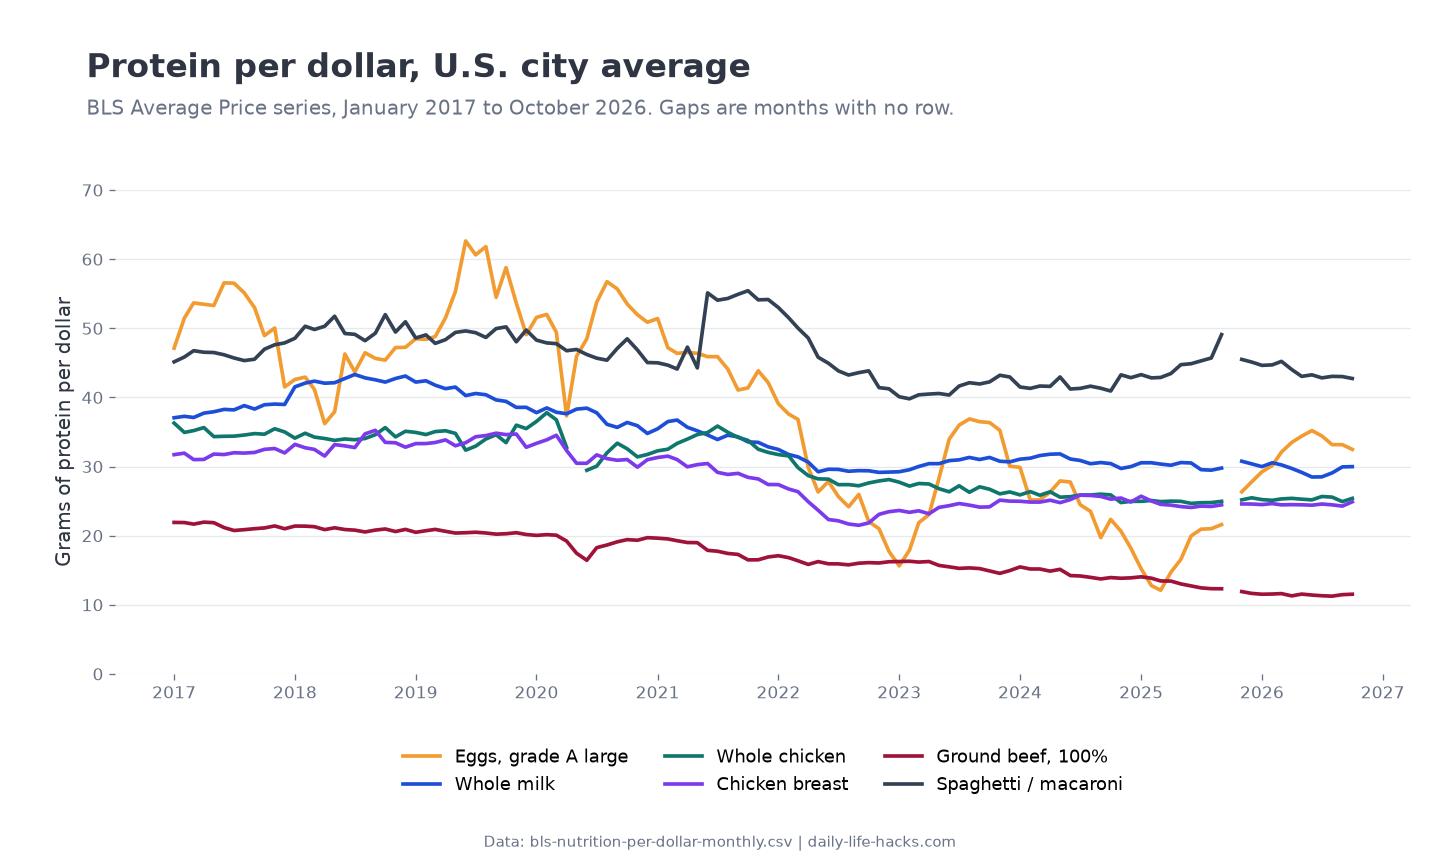 Protein per dollar, U.S. city average
BLS Average Price series, January 2017 to October 2026. Gaps are months with no row.
Grams of protein per dollar
70
60
50
40
30
20
10
0
2017 2018 2019 2020 2021 2022 2023 2024 2025 2026 2027
Eggs, grade A large Whole chicken Ground beef, 100%
Whole milk Chicken breast Spaghetti / macaroni
Data: bls-nutrition-per-dollar-monthly.csv | daily-life-hacks.com